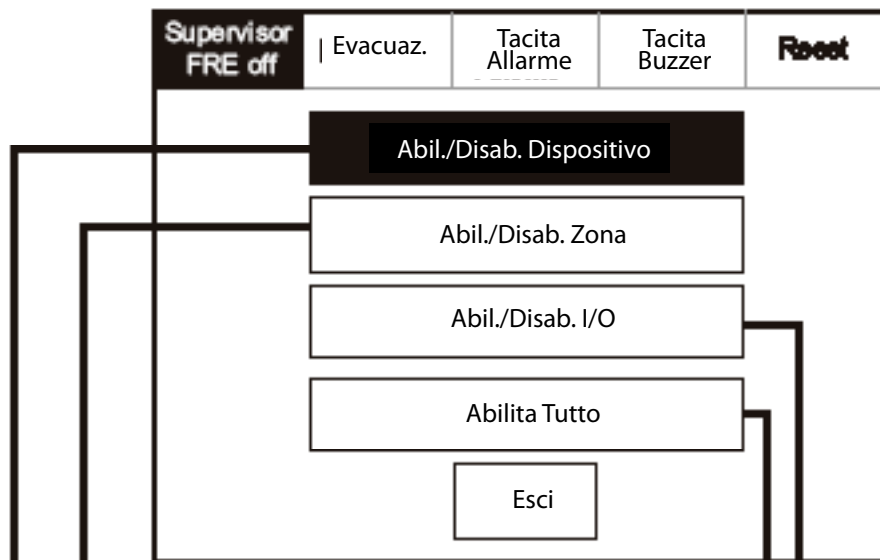 Supervisor
FRE off
Evacuaz.
Tacita
Allarme
Tacita
Buzzer
Reset
Abil./Disab. Dispositivo
Abil./Disab. Zona
Abil./Disab. I/O
Abilita Tutto
Esci